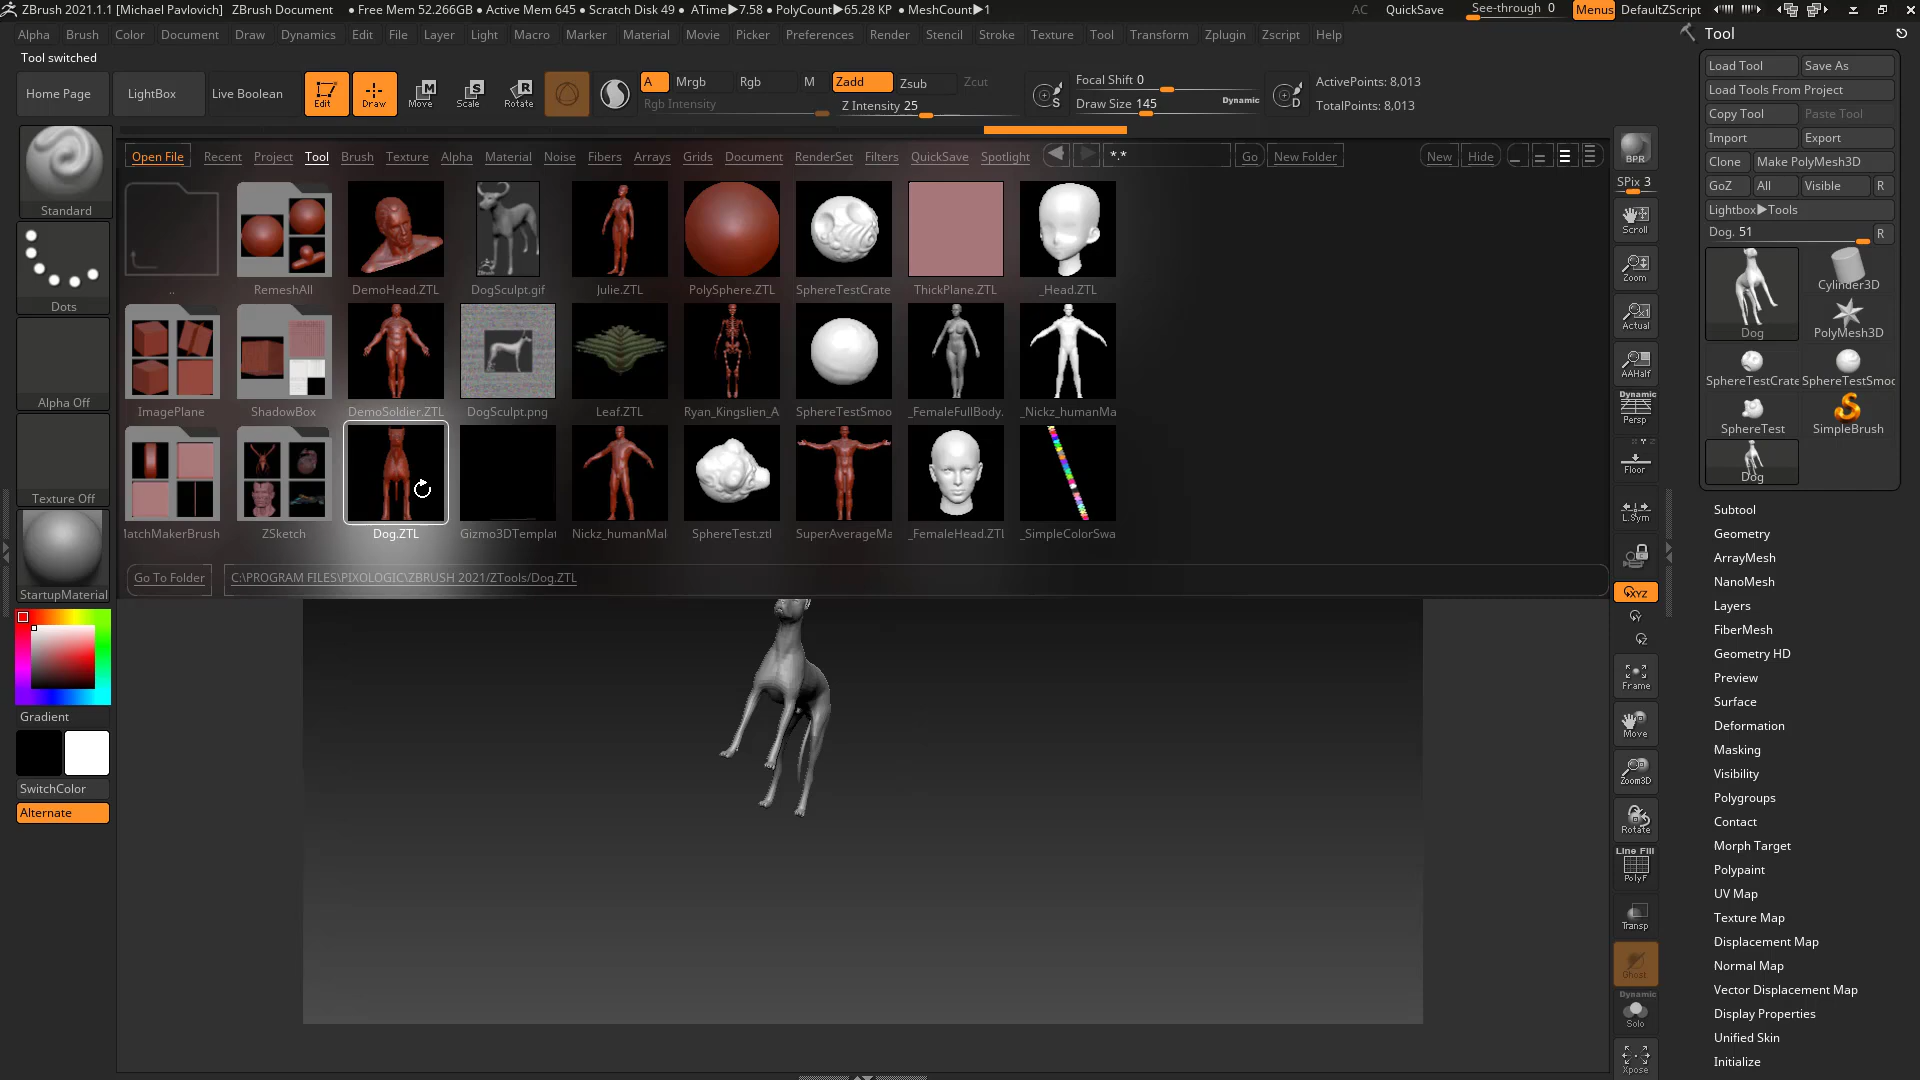 ZBrush 2021.1.1 [Michael Pavlovich] ZBrush Document ● Free Mem 52.266GB ● Active Mem 645 ● Scratch Disk 49 ● ATime▶7.58 ● PolyCount▶65.28 KP ● MeshCount▶1 AC QuickSave See-through 0 Menus DefaultZScript
Alpha Brush Color Document Draw Dynamics Edit File Layer Light Macro Marker Material Movie Picker Preferences Render Stencil Stroke Texture Tool Transform Zplugin Zscript Help
Tool switched
Home Page LightBox Live Boolean Edit Draw Move Scale Rotate
A Mrgb Rgb M Zadd Zsub Zcut
Rgb Intensity Z Intensity 25
Focal Shift 0
Draw Size 145 Dynamic
ActivePoints: 8,013
TotalPoints: 8,013
Open File Recent Project Tool Brush Texture Alpha Material Noise Fibers Arrays Grids Document RenderSet Filters QuickSave Spotlight *.* Go New Folder New Hide
.. RemeshAll DemoHead.ZTL DogSculpt.gif Julie.ZTL PolySphere.ZTL SphereTestCrate ThickPlane.ZTL _Head.ZTL
ImagePlane ShadowBox DemoSoldier.ZTL DogSculpt.png Leaf.ZTL Ryan_Kingslien_A SphereTestSmoo _FemaleFullBody. _Nickz_humanMa
MatchMakerBrush ZSketch Dog.ZTL Gizmo3DTemplat Nickz_humanMal SphereTest.ztl SuperAverageMa _FemaleHead.ZTL _SimpleColorSwa
Go To Folder C:\PROGRAM FILES\PIXOLOGIC\ZBRUSH 2021/ZTools/Dog.ZTL
Standard
Dots
Alpha Off
Texture Off
StartupMaterial
Gradient
SwitchColor
Alternate
BPR
SPix 3
Scroll
Zoom
Actual
AAHalf
Dynamic
Persp
Floor
L.Sym
XYZ
Y
Z
Frame
Move
Zoom3D
Rotate
Line Fill
PolyF
Transp
Ghost
Dynamic
Solo
Xpose
Tool
Load Tool Save As
Load Tools From Project
Copy Tool Paste Tool
Import Export
Clone Make PolyMesh3D
GoZ All Visible R
Lightbox▶Tools
Dog. 51 R
Cylinder3D
Dog PolyMesh3D
SphereTestCrate SphereTestSmoo
SphereTest SimpleBrush
Dog
Subtool
Geometry
ArrayMesh
NanoMesh
Layers
FiberMesh
Geometry HD
Preview
Surface
Deformation
Masking
Visibility
Polygroups
Contact
Morph Target
Polypaint
UV Map
Texture Map
Displacement Map
Normal Map
Vector Displacement Map
Display Properties
Unified Skin
Initialize